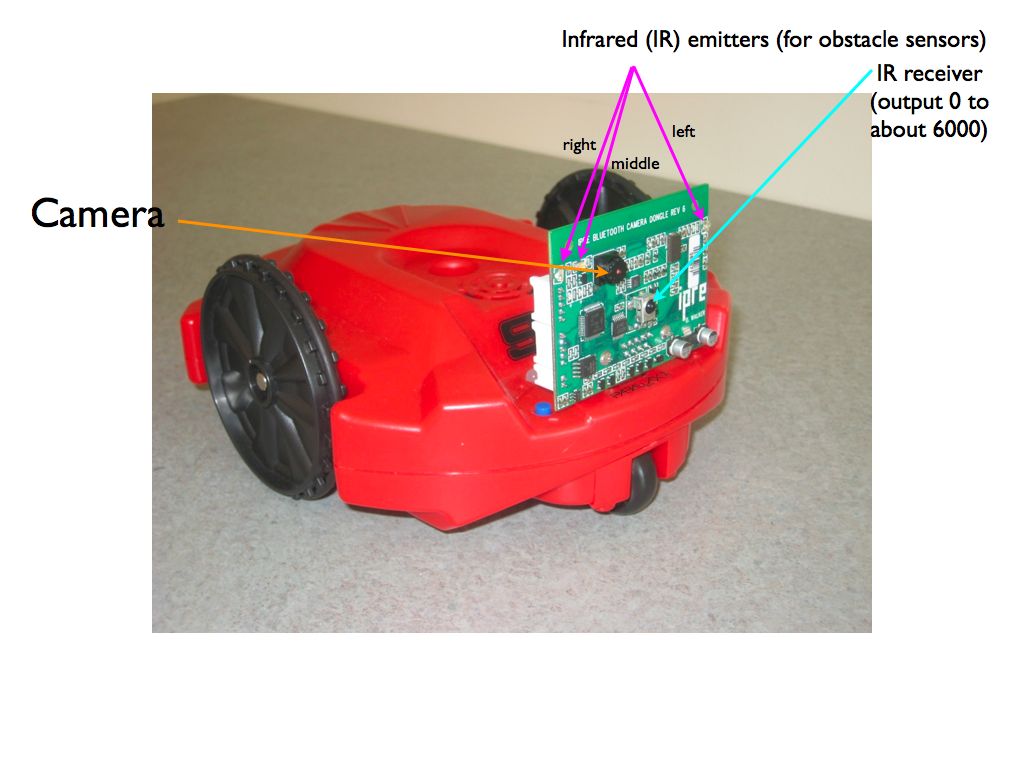 Infrared (IR) emitters (for obstacle sensors)
IR receiver
(output 0 to
about 6000)
left
right
middle
Camera
IPRE BLUETOOTH CAMERA DONGLE REV 6
ipre
WALKER
S